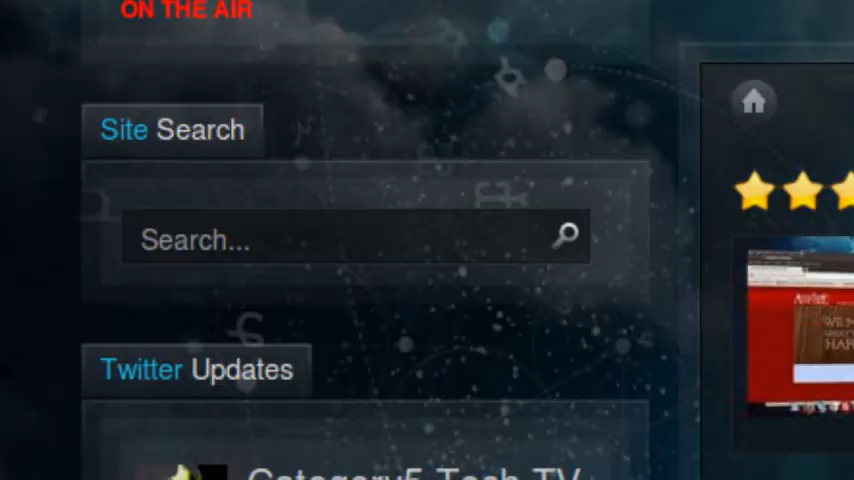 ON THE AIR
Site Search
Search...
Twitter Updates
Category5 Tech TV